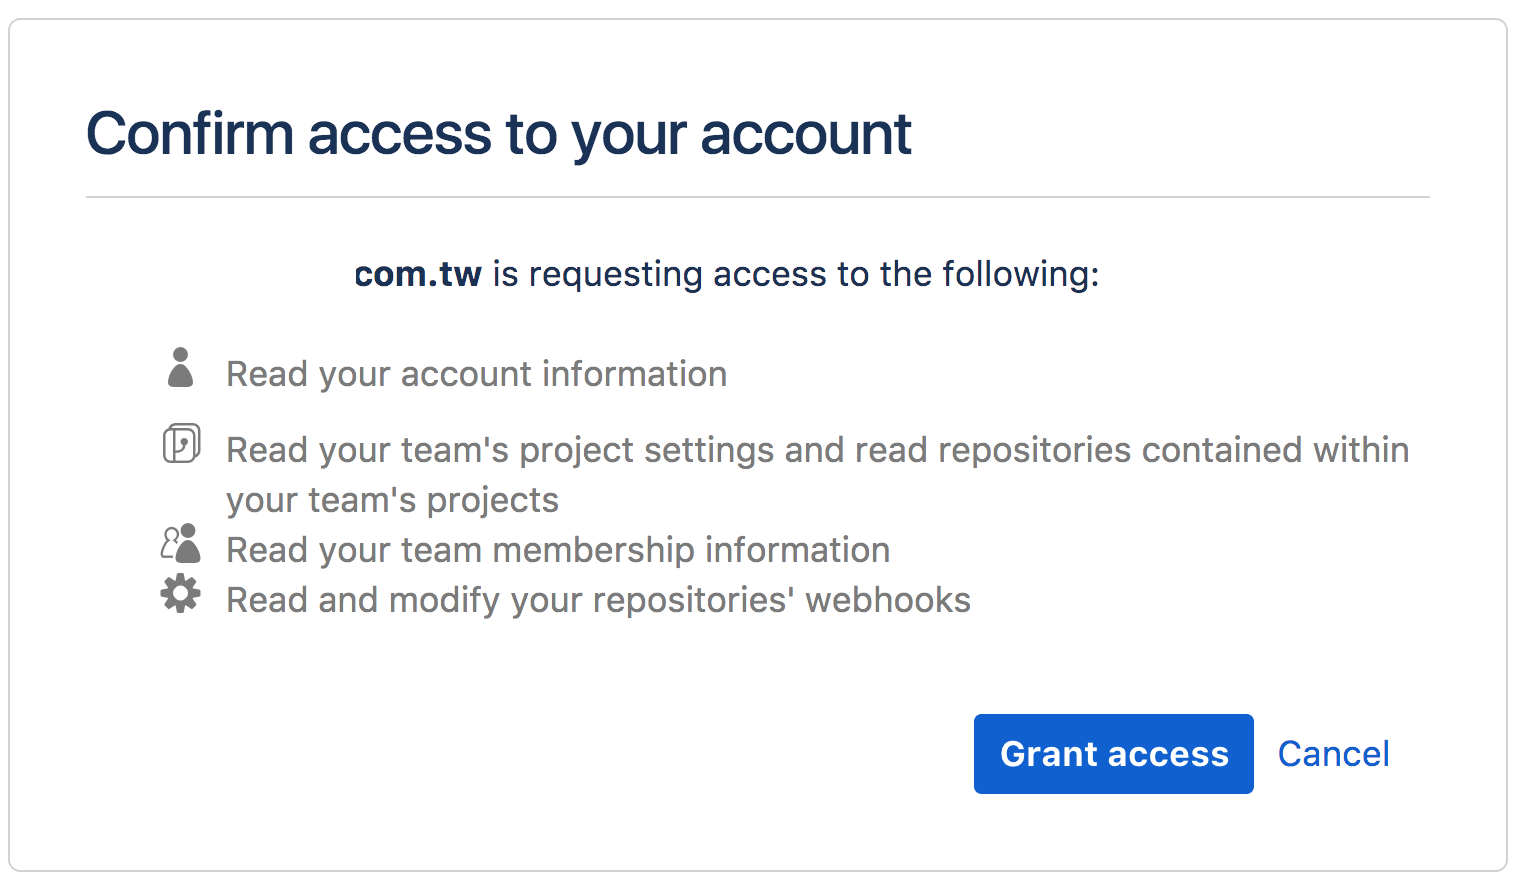 Confirm access to your account
com.tw is requesting access to the following:
Read your account information
Read your team's project settings and read repositories contained within
your team's projects
Read your team membership information
Read and modify your repositories' webhooks
Grant access Cancel